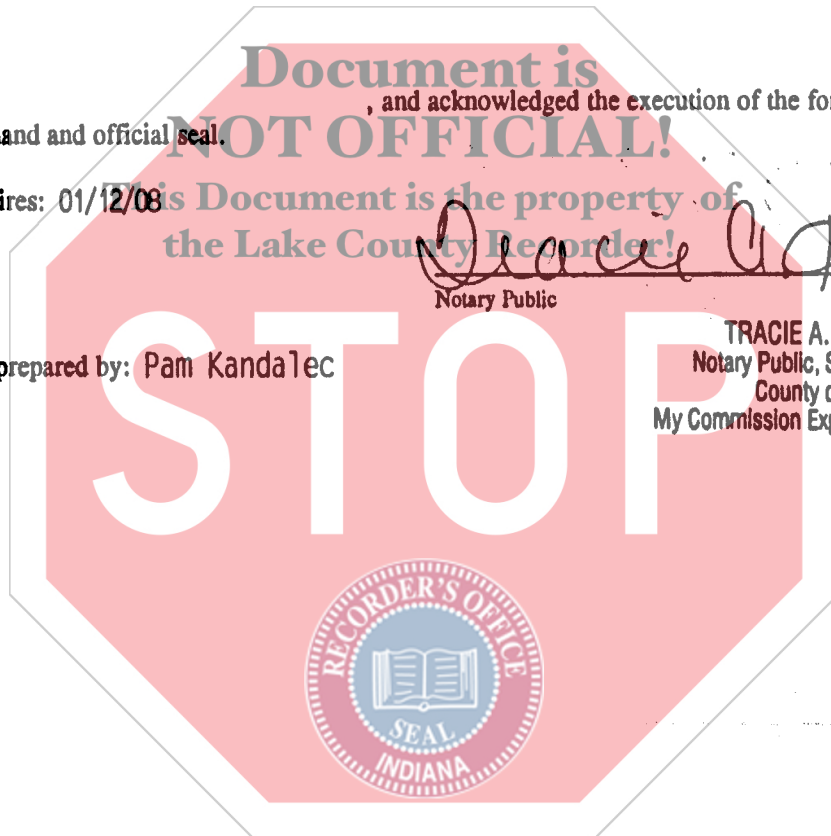 Document is
, and acknowledged the execution of the fo
and and official seal.
NOT OFFICIAL!
ires: 01/12/08
This Document is the property of
the Lake County Recorder!
Tracie A
Notary Public
TRACIE A.
Notary Public, S
County
prepared by: Pam Kandalec
My Commission Exp
STOP
RECORDER'S OFFICE
SEAL
INDIANA